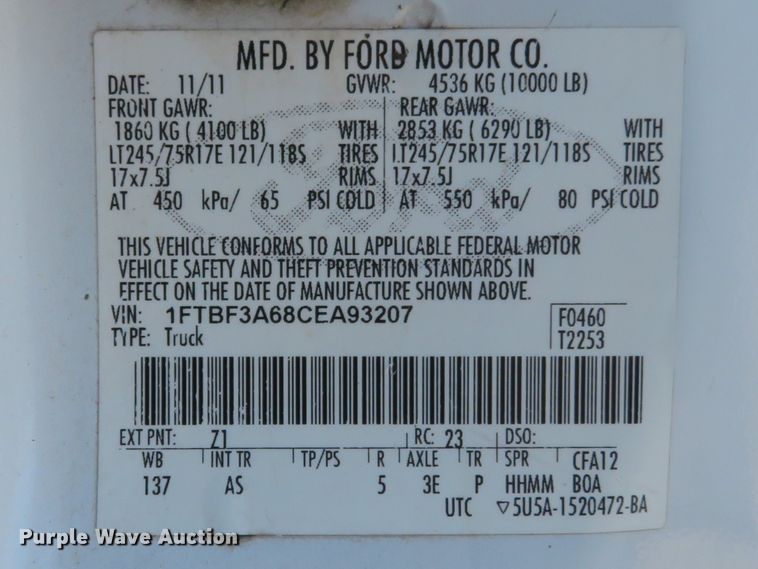 MFD. BY FORD MOTOR CO.
DATE: 11/11 GVWR: 4536 KG (10000 LB)
FRONT GAWR: REAR GAWR:
1860 KG ( 4100 LB) WITH 2853 KG ( 6290 LB) WITH
LT245/75R17E 121/118S TIRES LT245/75R17E 121/118S TIRES
17x7.5J RIMS 17x7.5J RIMS
AT 450 kPa/ 65 PSI COLD AT 550 kPa/ 80 PSI COLD
THIS VEHICLE CONFORMS TO ALL APPLICABLE FEDERAL MOTOR
VEHICLE SAFETY AND THEFT PREVENTION STANDARDS IN
EFFECT ON THE DATE OF MANUFACTURE SHOWN ABOVE.
VIN: 1FTBF3A68CEA93207 F0460
TYPE: Truck T2253
EXT PNT: Z1 RC: 23 DSO:
WB INT TR TP/PS R AXLE TR SPR CFA12
137 AS 5 3E P HHMM BOA
UTC ▽5U5A-1520472-BA
Purple Wave Auction